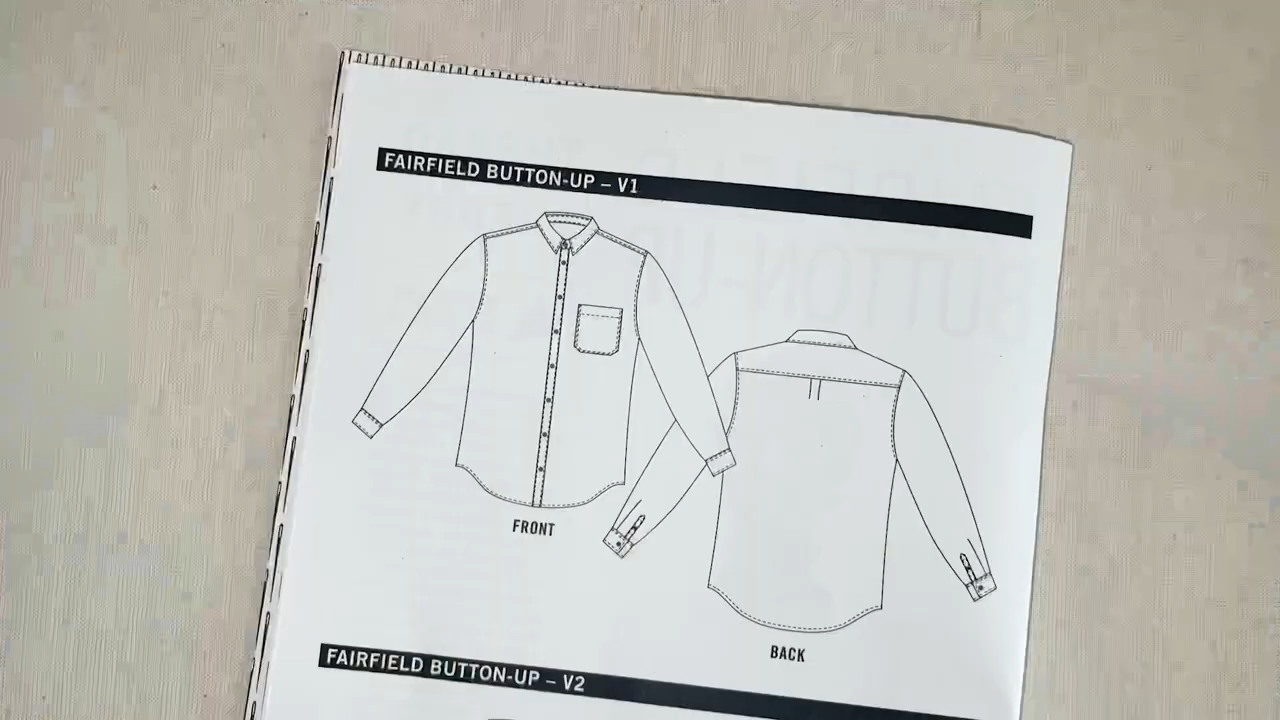 FAIRFIELD BUTTON-UP – V1
FRONT
BACK
FAIRFIELD BUTTON-UP – V2